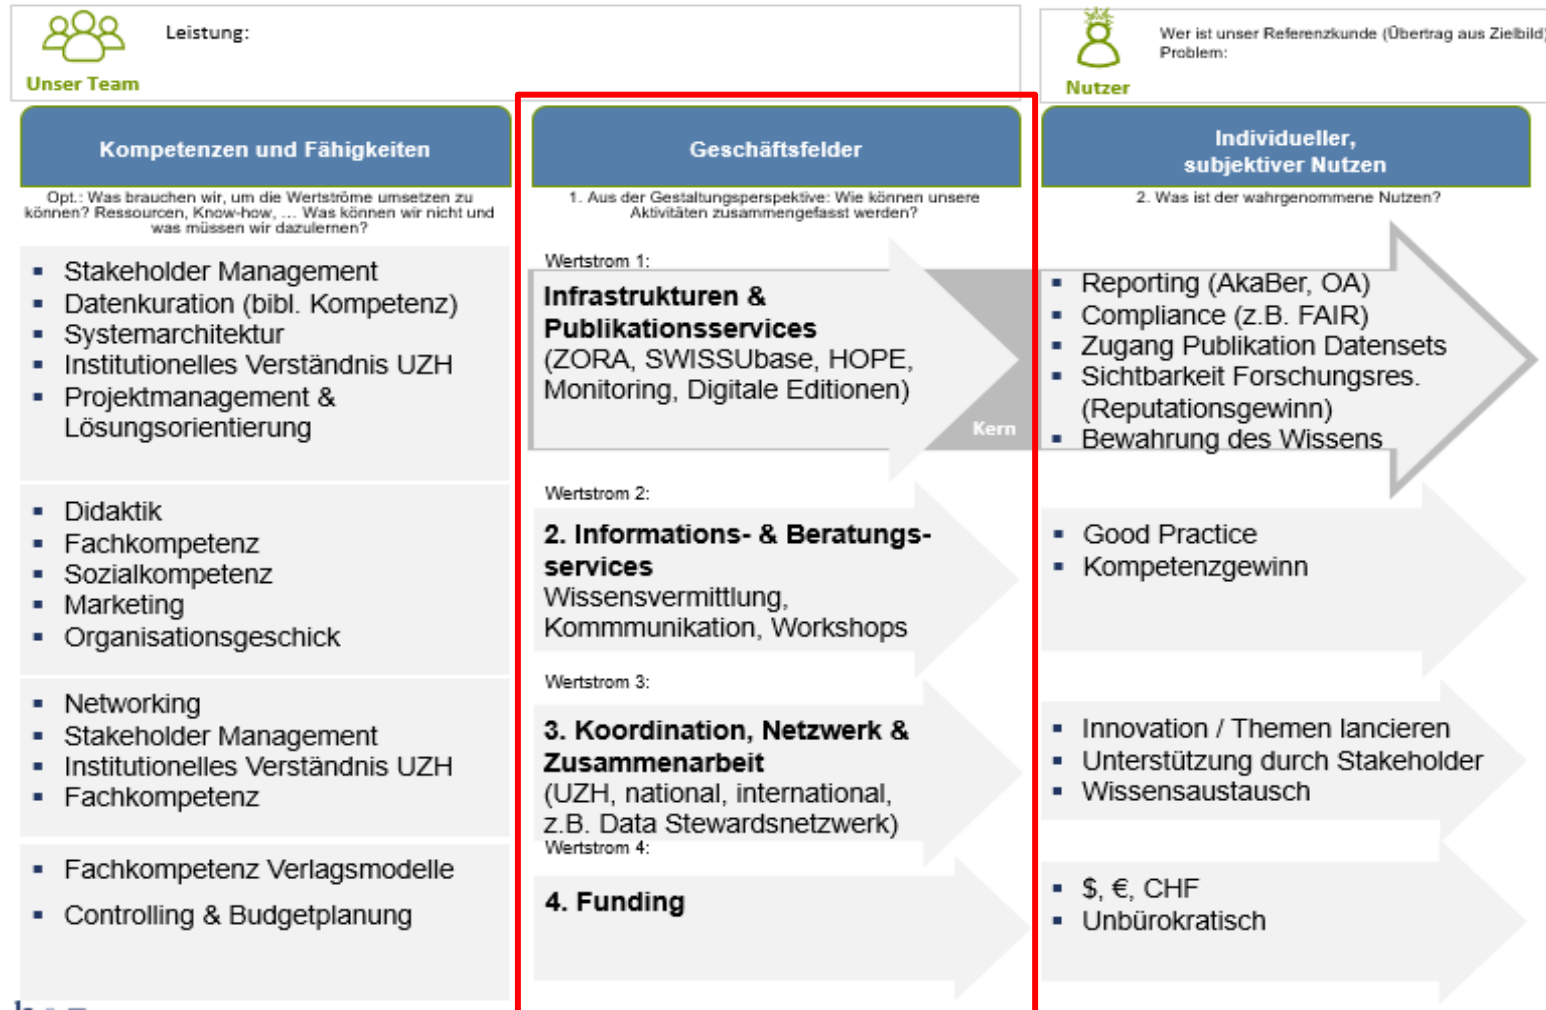 Leistung:
Unser Team
Wer ist unser Referenzkunde (Übertrag aus Zielbild)
Problem:
Nutzer
Kompetenzen und Fähigkeiten
Opt.: Was brauchen wir, um die Wertströme umsetzen zu
können? Ressourcen, Know-how, ... Was können wir nicht und
was müssen wir dazulernen?
▪ Stakeholder Management
▪ Datenkuration (bibl. Kompetenz)
▪ Systemarchitektur
▪ Institutionelles Verständnis UZH
▪ Projektmanagement &
Lösungsorientierung
▪ Didaktik
▪ Fachkompetenz
▪ Sozialkompetenz
▪ Marketing
▪ Organisationsgeschick
▪ Networking
▪ Stakeholder Management
▪ Institutionelles Verständnis UZH
▪ Fachkompetenz
▪ Fachkompetenz Verlagsmodelle
▪ Controlling & Budgetplanung
Geschäftsfelder
1. Aus der Gestaltungsperspektive: Wie können unsere
Aktivitäten zusammengefasst werden?
Wertstrom 1:
Infrastrukturen &
Publikationsservices
(ZORA, SWISSUbase, HOPE,
Monitoring, Digitale Editionen)
Kern
Wertstrom 2:
2. Informations- & Beratungs-
services
Wissensvermittlung,
Kommmunikation, Workshops
Wertstrom 3:
3. Koordination, Netzwerk &
Zusammenarbeit
(UZH, national, international,
z.B. Data Stewardsnetzwerk)
Wertstrom 4:
4. Funding
Individueller,
subjektiver Nutzen
2. Was ist der wahrgenommene Nutzen?
▪ Reporting (AkaBer, OA)
▪ Compliance (z.B. FAIR)
▪ Zugang Publikation Datensets
▪ Sichtbarkeit Forschungsres.
(Reputationsgewinn)
▪ Bewahrung des Wissens
▪ Good Practice
▪ Kompetenzgewinn
▪ Innovation / Themen lancieren
▪ Unterstützung durch Stakeholder
▪ Wissensaustausch
▪ $, €, CHF
▪ Unbürokratisch